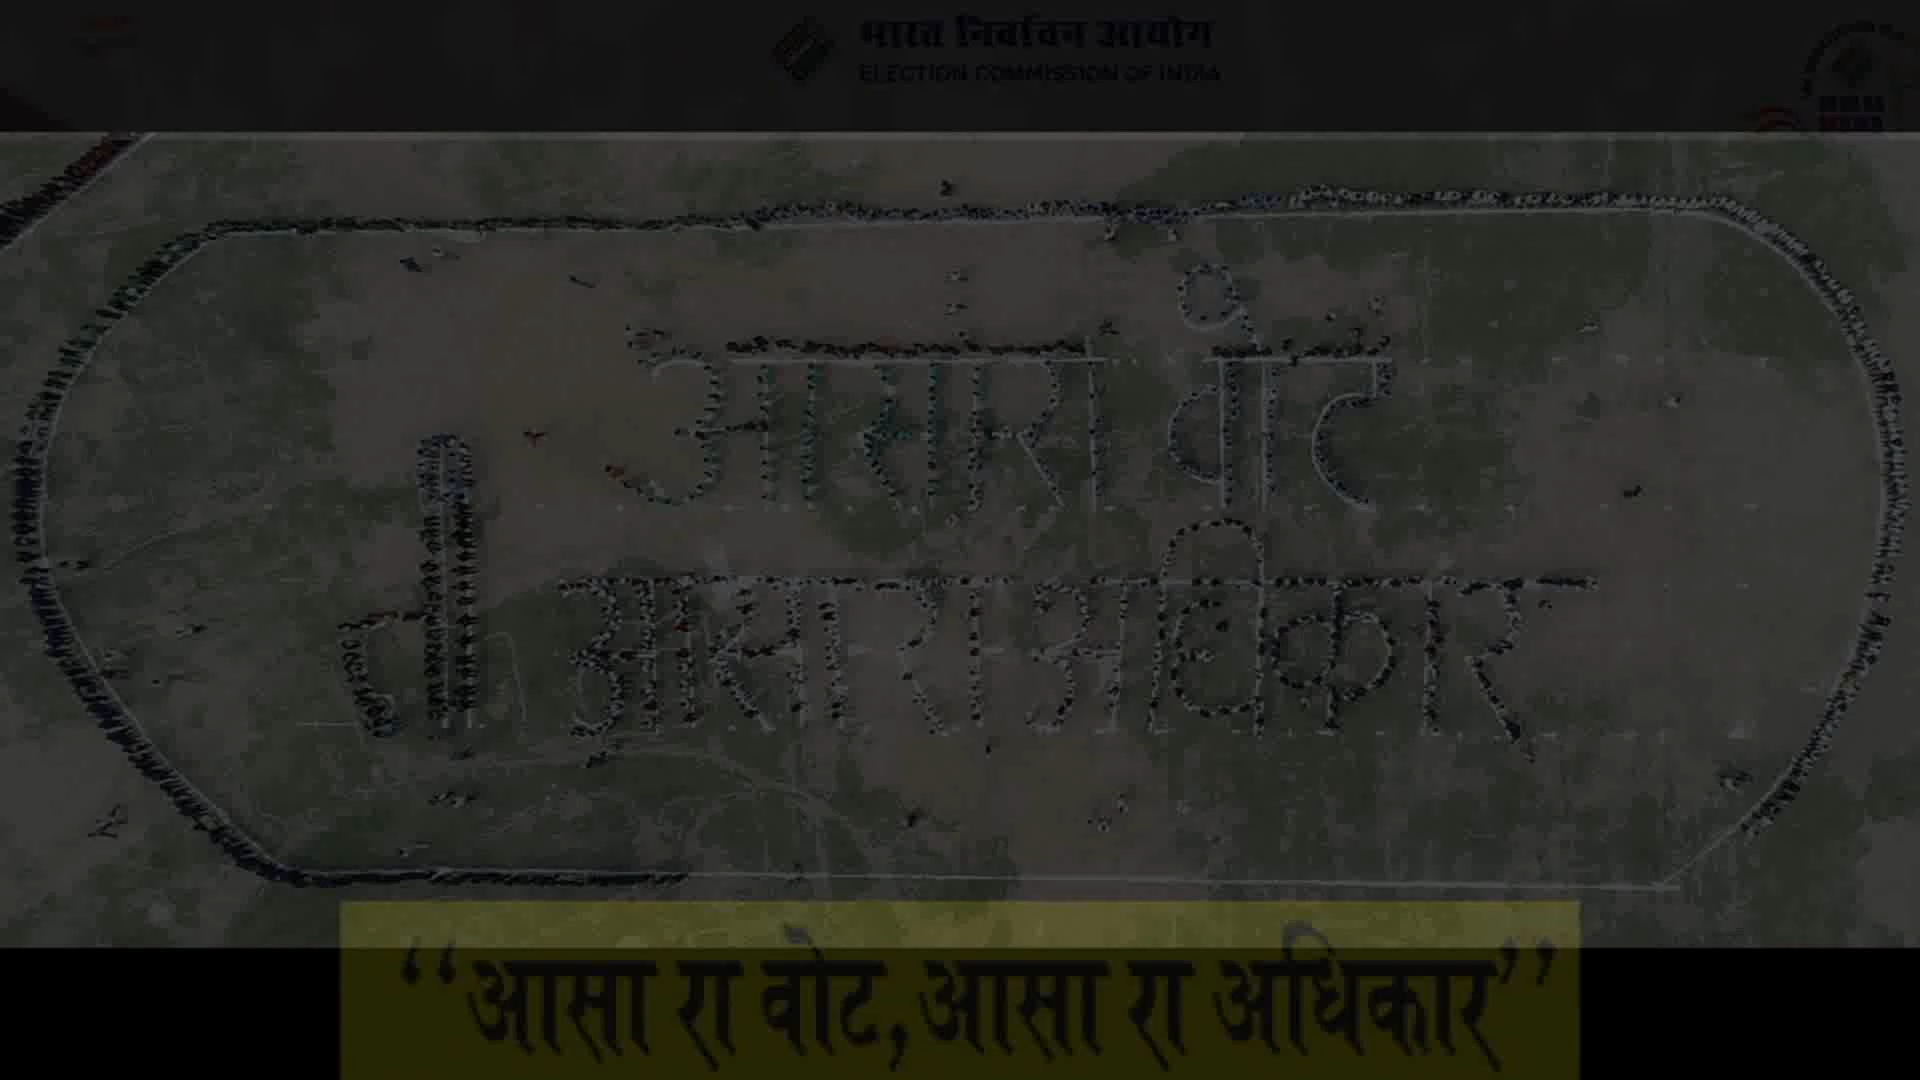 भारत निर्वाचन आयोग
ELECTION COMMISSION OF INDIA
आसारा वोट
आसारा अधिकार
“आसा रा वोट, आसा रा अधिकार”